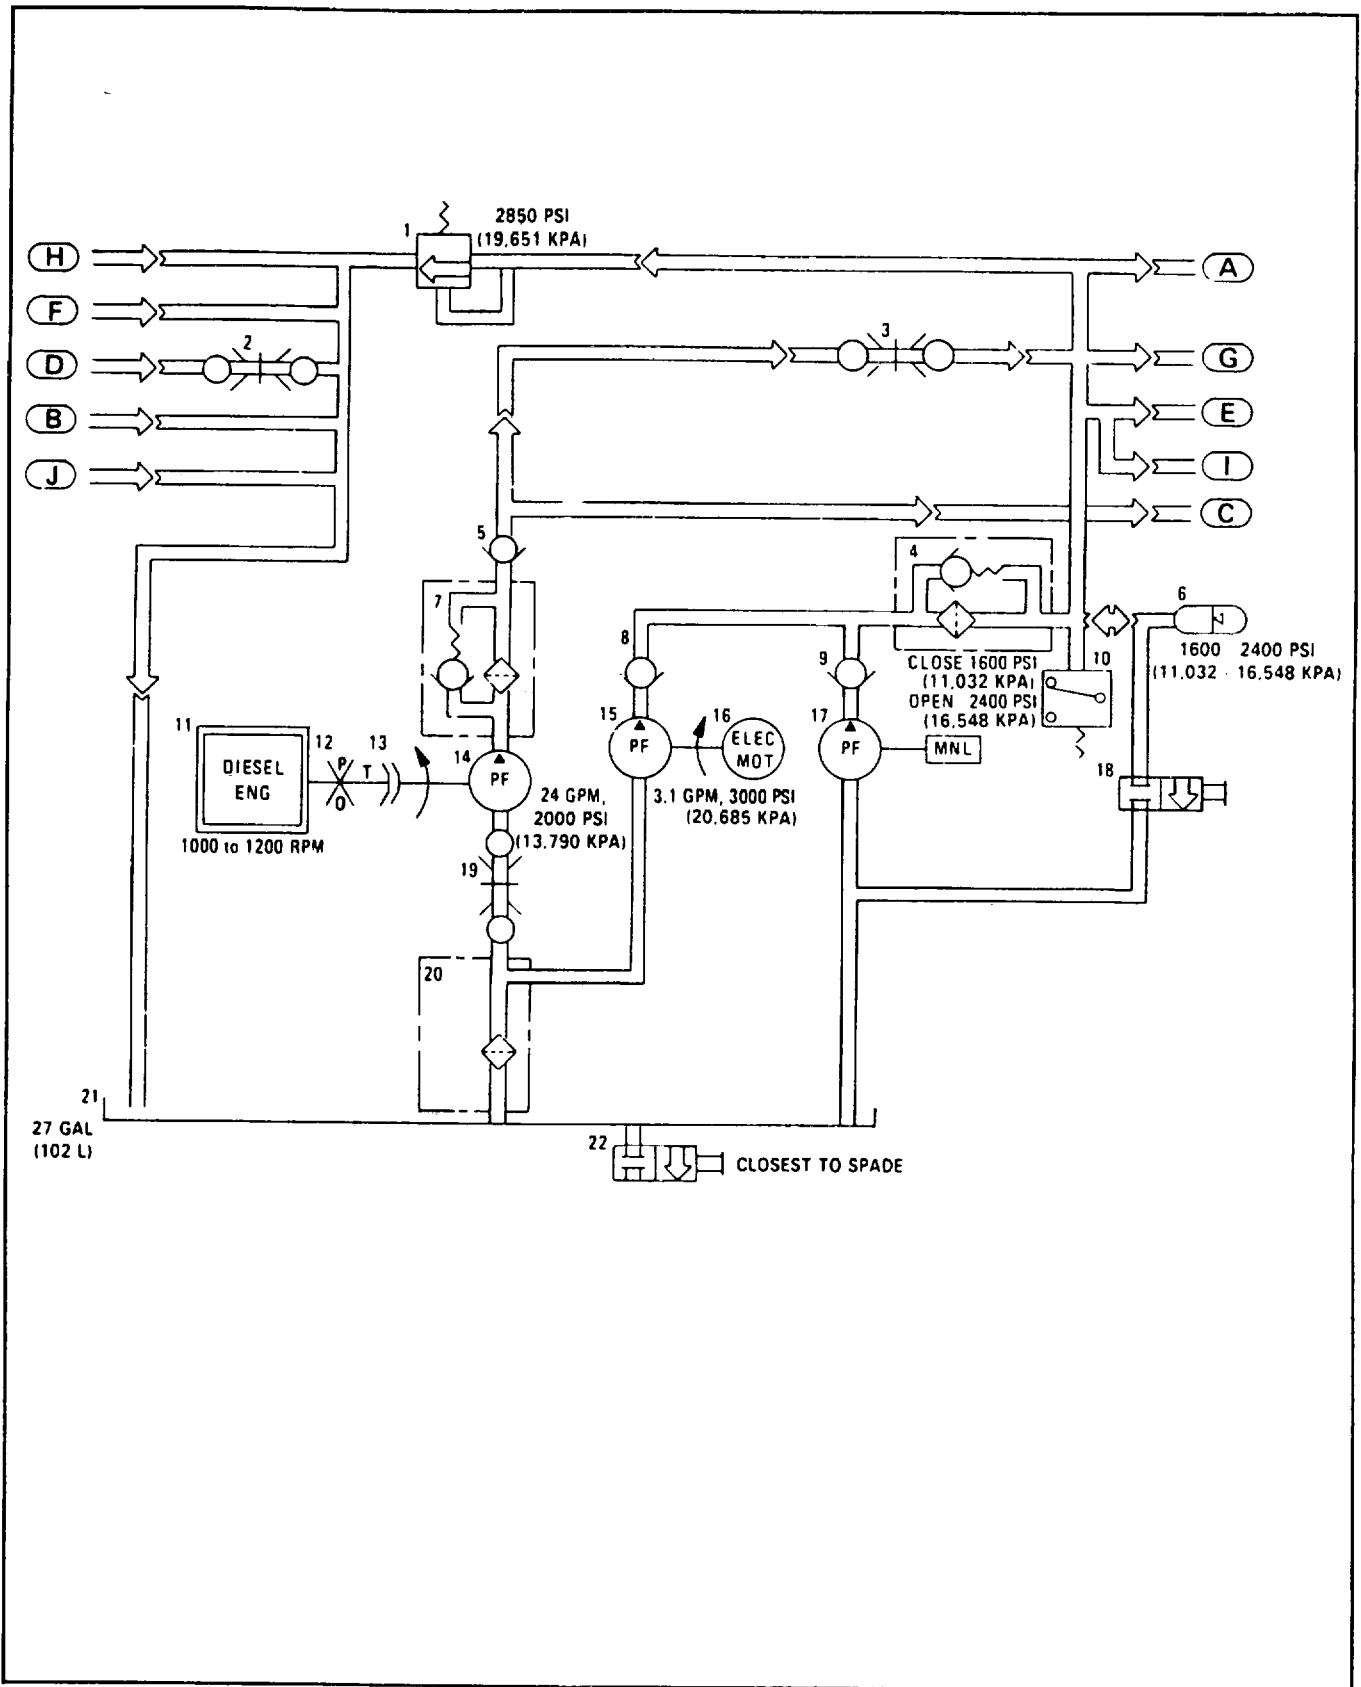 1
2850 PSI
(19,651 KPA)
H
A
F
2
3
D
G
B
E
J
I
C
5
4
7
6
1600 2400 PSI
(11,032 - 16,548 KPA)
8
9
CLOSE 1600 PSI
(11,032 KPA)
OPEN 2400 PSI
(16,548 KPA)
10
11
DIESEL
ENG
1000 to 1200 RPM
12
P
T
O
13
14
PF
24 GPM,
2000 PSI
(13,790 KPA)
15
PF
16
ELEC
MOT
3.1 GPM, 3000 PSI
(20,685 KPA)
17
PF
MNL
18
19
20
21
27 GAL
(102 L)
22
CLOSEST TO SPADE